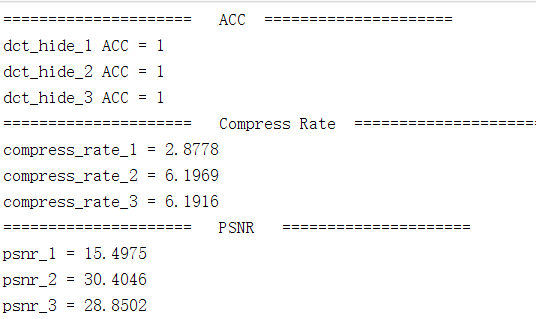 =====================   ACC  =====================
dct_hide_1 ACC = 1
dct_hide_2 ACC = 1
dct_hide_3 ACC = 1
=====================   Compress Rate  =====================
compress_rate_1 = 2.8778
compress_rate_2 = 6.1969
compress_rate_3 = 6.1916
=====================   PSNR   =====================
psnr_1 = 15.4975
psnr_2 = 30.4046
psnr_3 = 28.8502